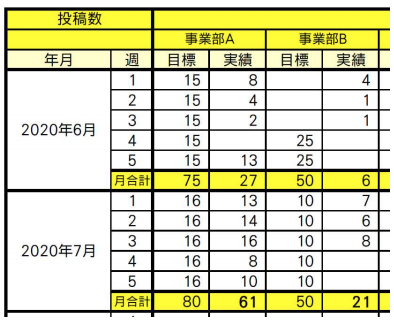 投稿数
事業部A 事業部B
年月 週 目標 実績 目標 実績
2020年6月
1 15 8 4
2 15 4 1
3 15 2 1
4 15 25
5 15 13 25
月合計 75 27 50 6
2020年7月
1 16 13 10 7
2 16 14 10 6
3 16 16 10 8
4 16 8 10
5 16 10 10
月合計 80 61 50 21